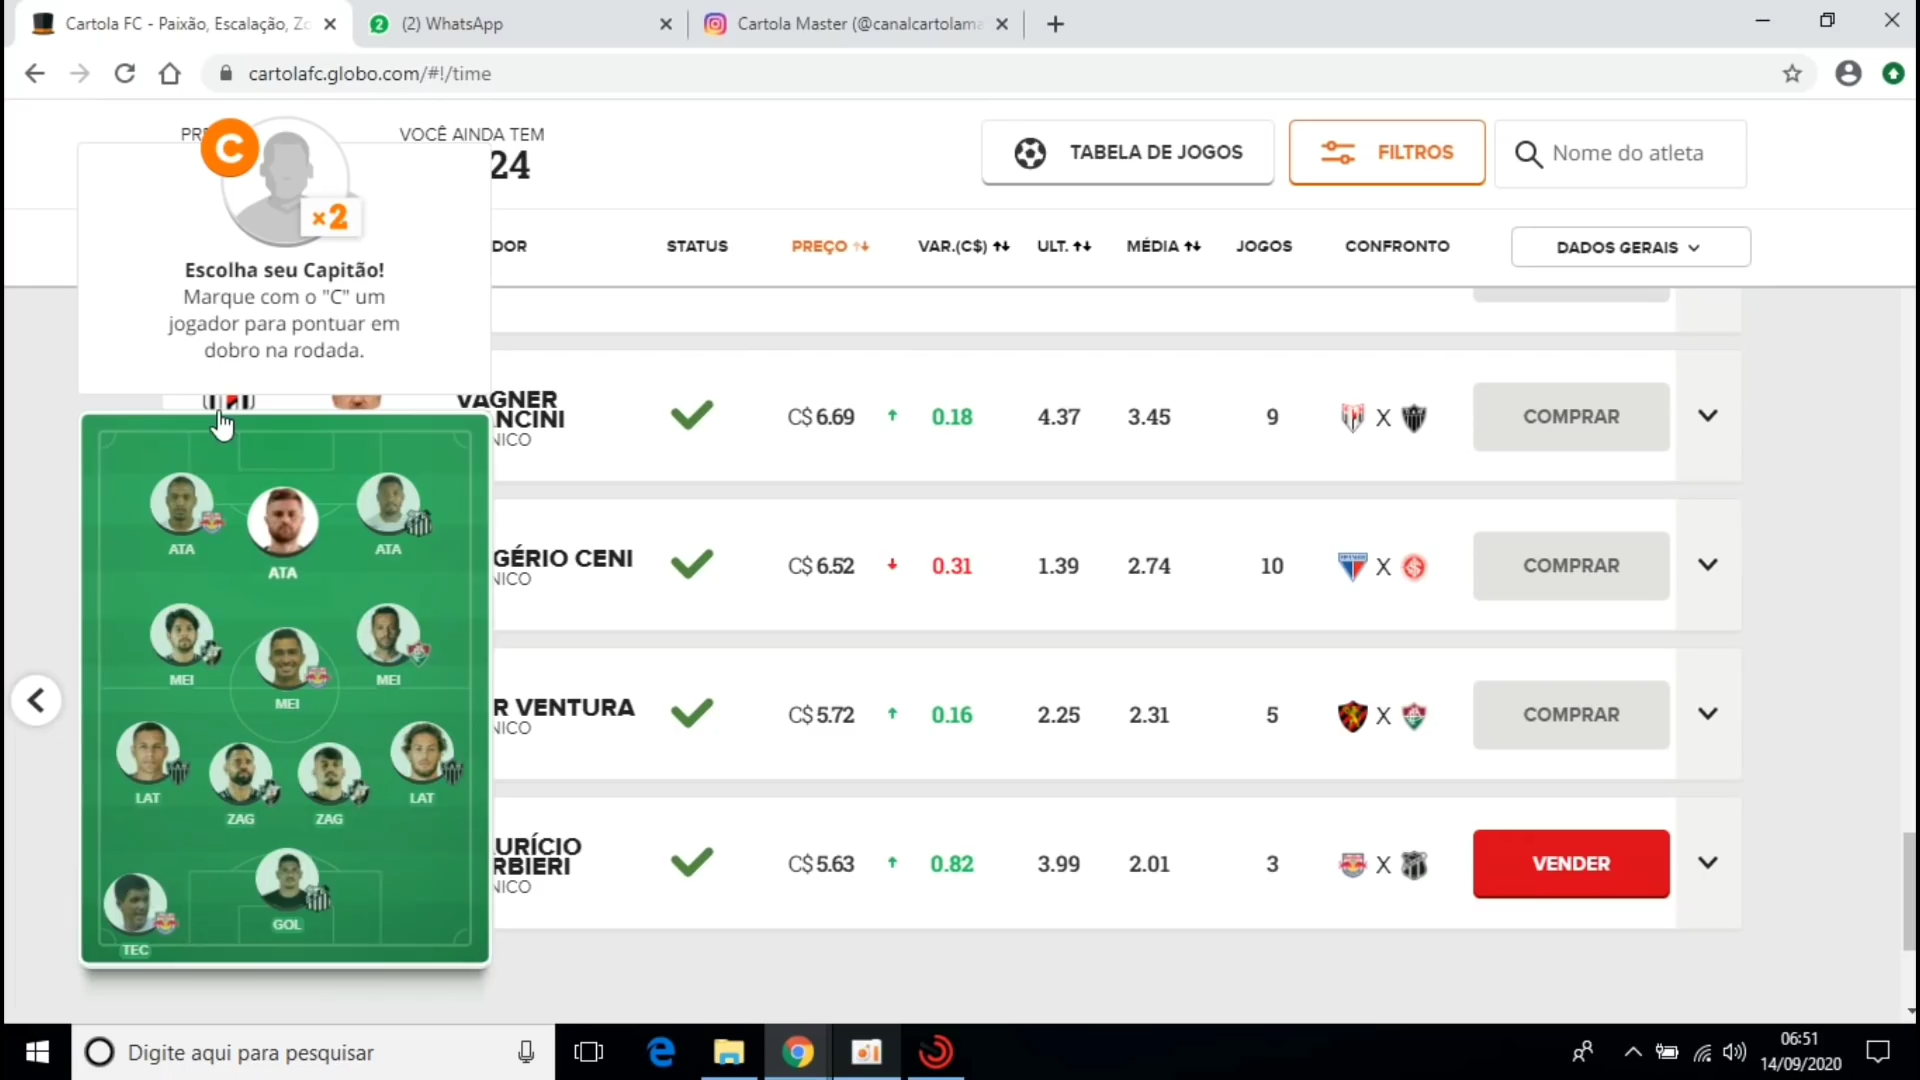 Cartola FC - Paixão, Escalação, Zo
2
(2) WhatsApp
Cartola Master (@canalcartolama
cartolafc.globo.com/#!/time
VOCÊ AINDA TEM
24
C
×2
Escolha seu Capitão!
Marque com o "C" um
jogador para pontuar em
dobro na rodada.
TABELA DE JOGOS
FILTROS
Nome do atleta
DOR
STATUS
PREÇO
VAR.(C$)
ULT.
MÉDIA
JOGOS
CONFRONTO
DADOS GERAIS
VAGNER
NCINI
NICO
C$ 6.69
0.18
4.37
3.45
9
X
COMPRAR
GÉRIO CENI
NICO
C$ 6.52
0.31
1.39
2.74
10
X
COMPRAR
R VENTURA
NICO
C$ 5.72
0.16
2.25
2.31
5
X
COMPRAR
URÍCIO
RBIERI
NICO
C$ 5.63
0.82
3.99
2.01
3
X
VENDER
ATA
ATA
ATA
MEI
MEI
MEI
LAT
ZAG
ZAG
LAT
GOL
TEC
Digite aqui para pesquisar
06:51
14/09/2020